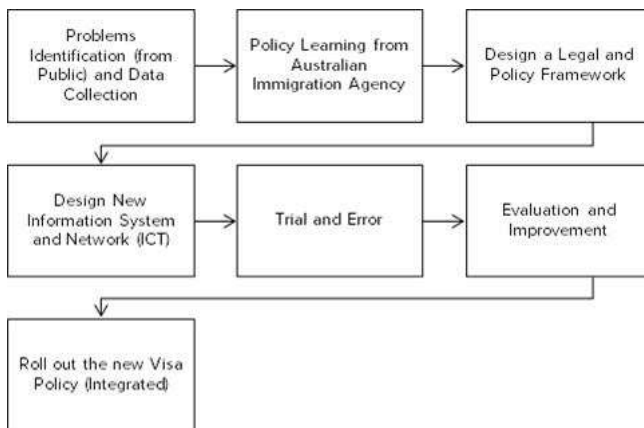 Problems
Identification (from
Public) and Data
Collection
Policy Learning from
Australian
Immigration Agency
Design a Legal and
Policy Framework
Design New
Information System
and Network (ICT)
Trial and Error
Evaluation and
Improvement
Roll out the new Visa
Policy (Integrated)